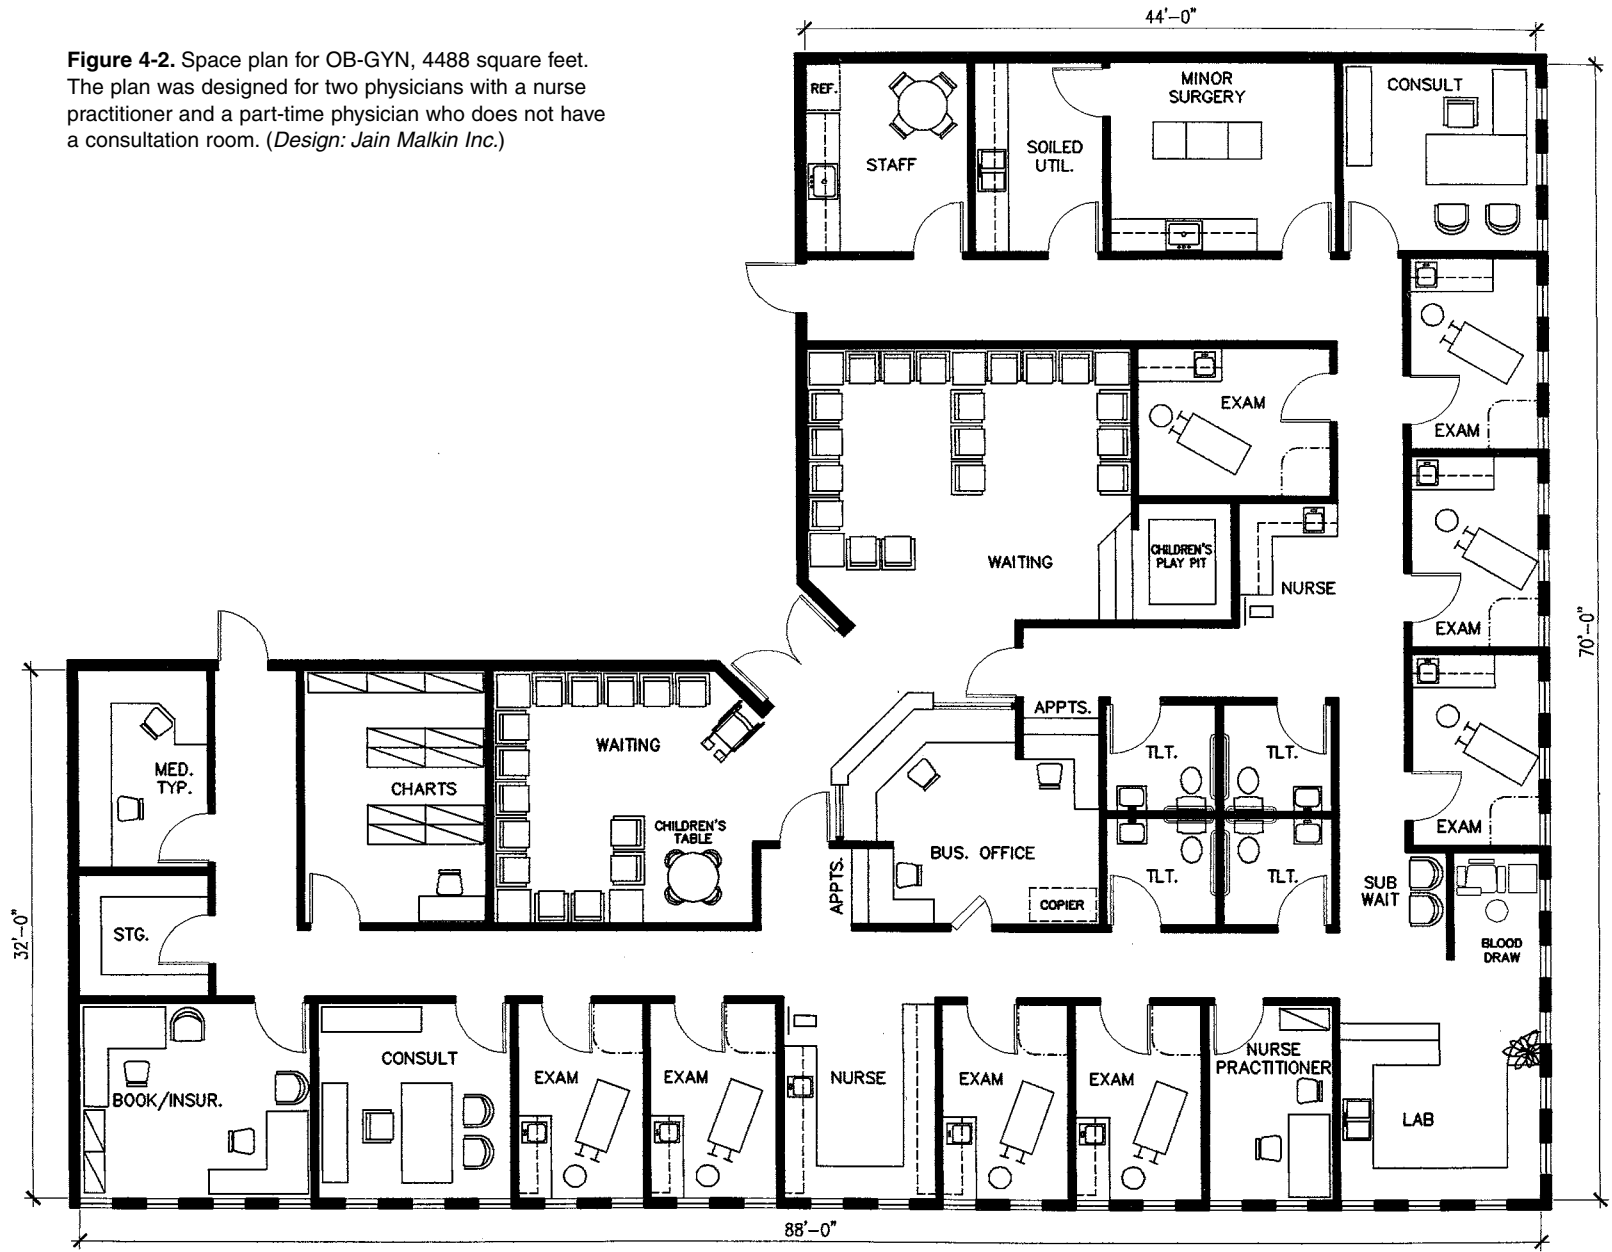 Figure 4-2. Space plan for OB-GYN, 4488 square feet.
The plan was designed for two physicians with a nurse
practitioner and a part-time physician who does not have
a consultation room. (Design: Jain Malkin Inc.)
44'-0"
REF.
STAFF
SOILED
UTIL.
MINOR
SURGERY
CONSULT
EXAM
EXAM
WAITING
CHILDREN'S
PLAY PIT
NURSE
EXAM
70'-0"
MED.
TYP.
CHARTS
WAITING
CHILDREN'S
TABLE
APPTS.
APPTS.
BUS. OFFICE
COPIER
TLT.
TLT.
TLT.
TLT.
EXAM
SUB
WAIT
BLOOD
DRAW
STG.
32'-0"
BOOK/INSUR.
CONSULT
EXAM
EXAM
NURSE
EXAM
EXAM
NURSE
PRACTITIONER
LAB
88'-0"